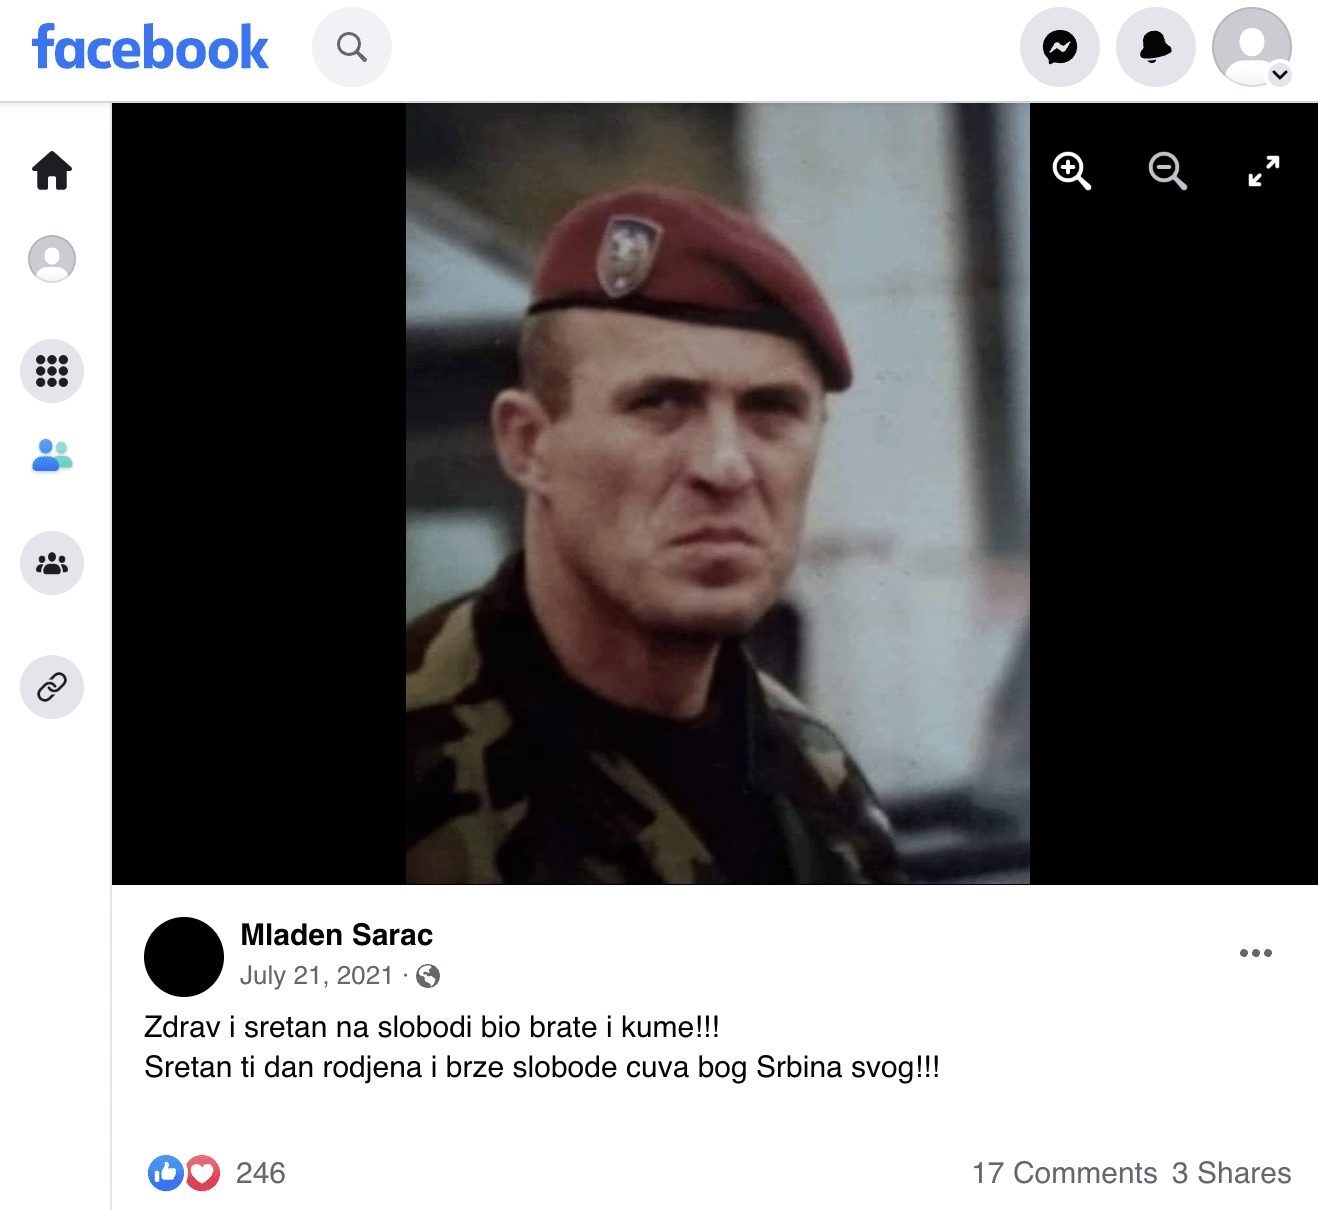 facebook
Mladen Sarac
July 21, 2021 ·
Zdrav i sretan na slobodi bio brate i kume!!!
Sretan ti dan rodjena i brze slobode cuva bog Srbina svog!!!
246 17 Comments 3 Shares